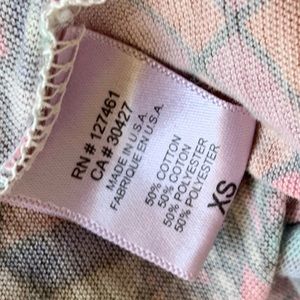 RN # 127461
CA # 30427
MADE IN U.S.A.
FABRIQUE EN U.S.A.
50% COTTON
50% COTON
50% POLYESTER
50% POLYESTER
XS